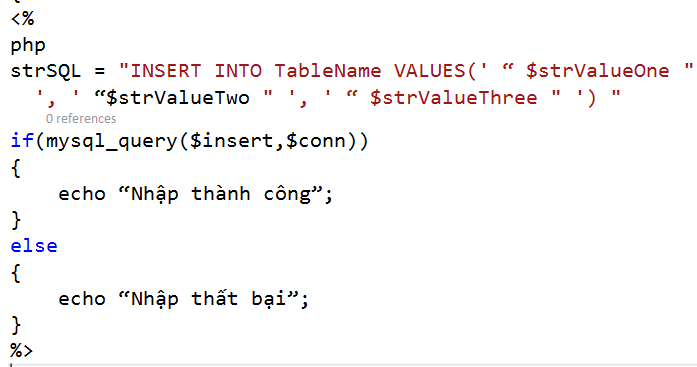 {
<%
php
strSQL = "INSERT INTO TableName VALUES(' “ $strValueOne "
', ' “$strValueTwo " ', ' “ $strValueThree " ') "
0 references
if(mysql_query($insert,$conn))
{
echo “Nhập thành công”;
}
else
{
echo “Nhập thất bại”;
}
%>